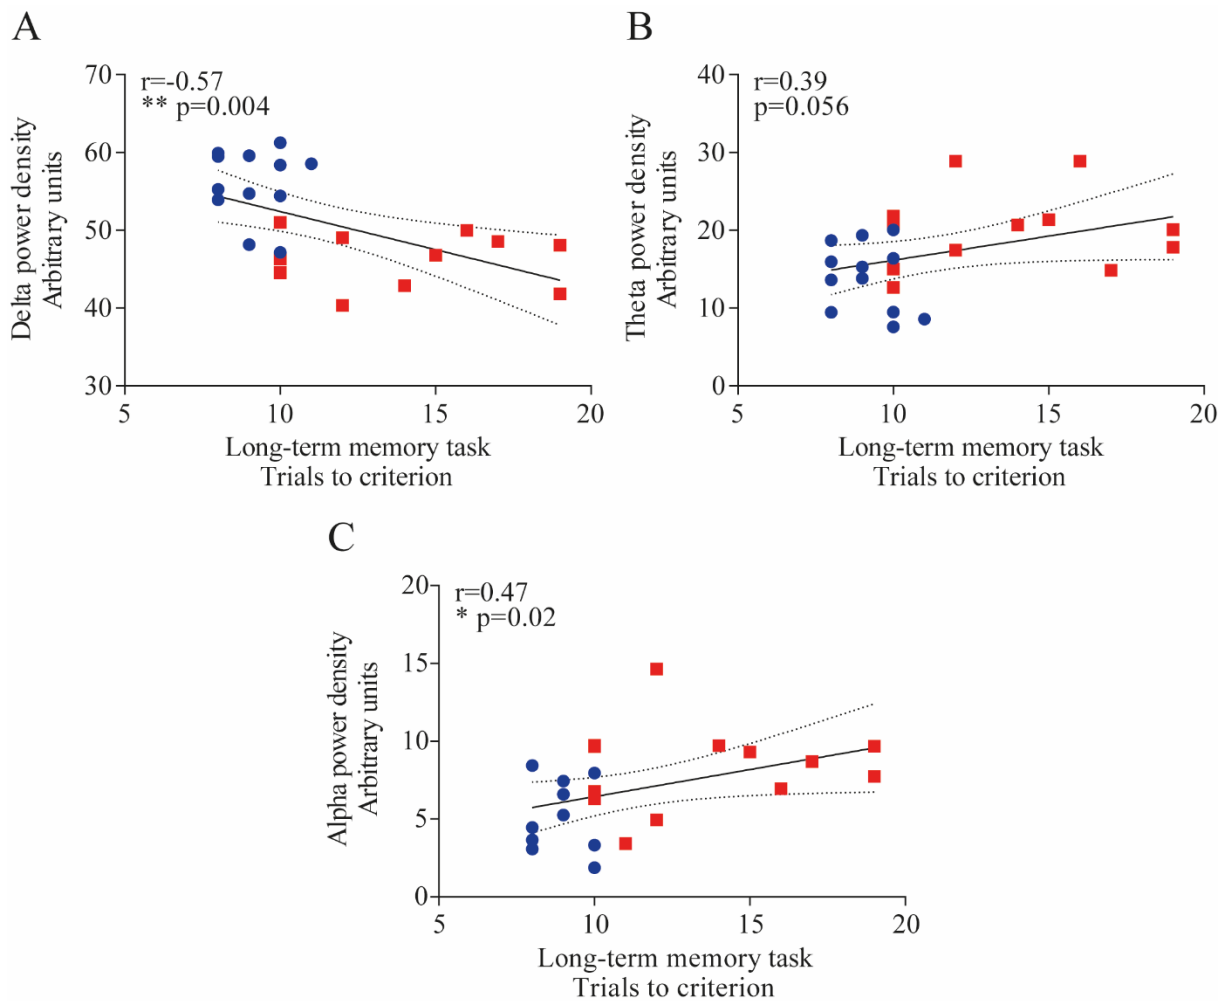 A
r=-0.57
** p=0.004
Delta power density
Arbitrary units
70
60
50
40
30
5
10
15
20
Long-term memory task
Trials to criterion
B
r=0.39
p=0.056
Theta power density
Arbitrary units
40
30
20
10
0
5
10
15
20
Long-term memory task
Trials to criterion
C
r=0.47
* p=0.02
Alpha power density
Arbitrary units
20
15
10
5
0
5
10
15
20
Long-term memory task
Trials to criterion